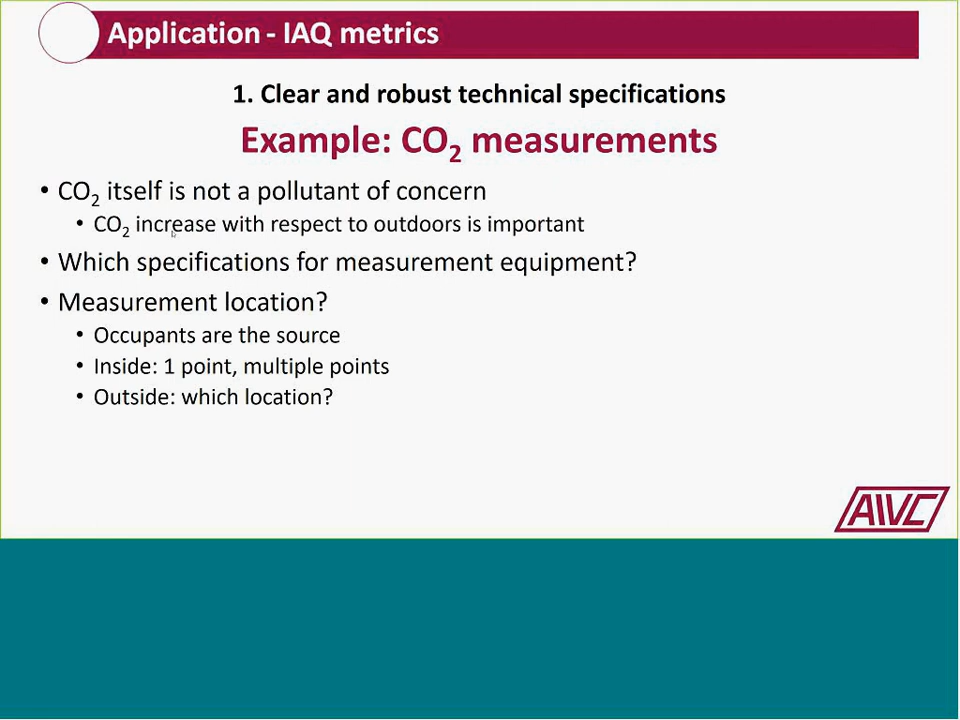 Application - IAQ metrics
1. Clear and robust technical specifications
Example: CO₂ measurements
• CO₂ itself is not a pollutant of concern
• CO₂ increase with respect to outdoors is important
• Which specifications for measurement equipment?
• Measurement location?
• Occupants are the source
• Inside: 1 point, multiple points
• Outside: which location?
AIVC